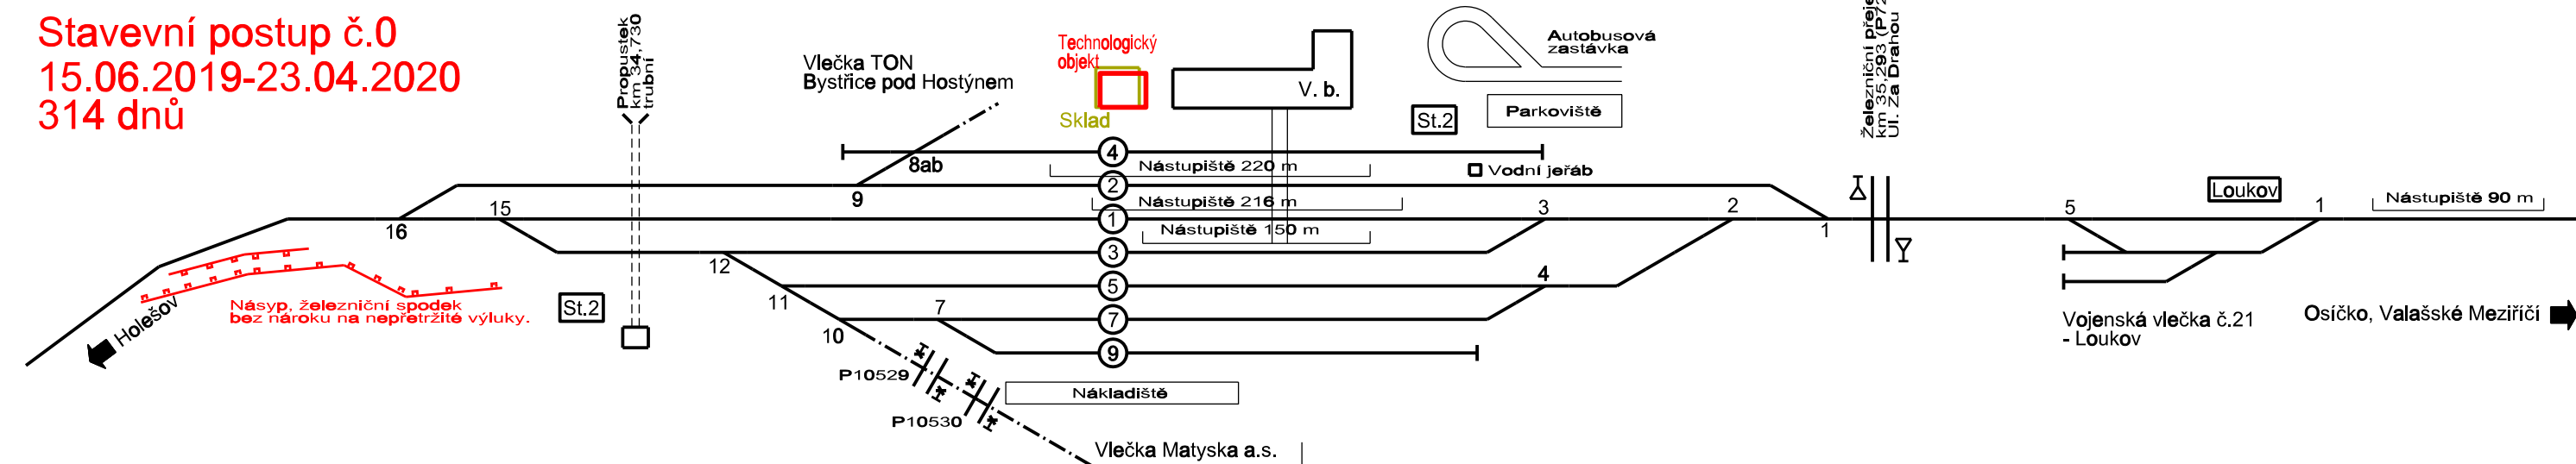 Stavevní postup č.0
15.06.2019-23.04.2020
314 dnů
Propustek
km 34,730
trubní
Vlečka TON
Bystřice pod Hostýnem
Technologický
objekt
Sklad
V. b.
Autobusová
zastávka
St.2
Parkoviště
Železniční
km 35,293
Ul. Za Drahou
4
8ab
Nástupiště 220 m
Vodní jeřáb
2
9
Nástupiště 216 m
15
16
1
Nástupiště 150 m
3
2
1
5
Loukov
1
Nástupiště 90 m
3
12
4
5
11
7
10
7
9
Holešov
Násyp, železniční spodek
bez nároku na nepřetržité výluky.
St.2
P10529
P10530
Nákladiště
Vlečka Matyska a.s.
Vojenská vlečka č.21
- Loukov
Osíčko, Valašské Meziříčí